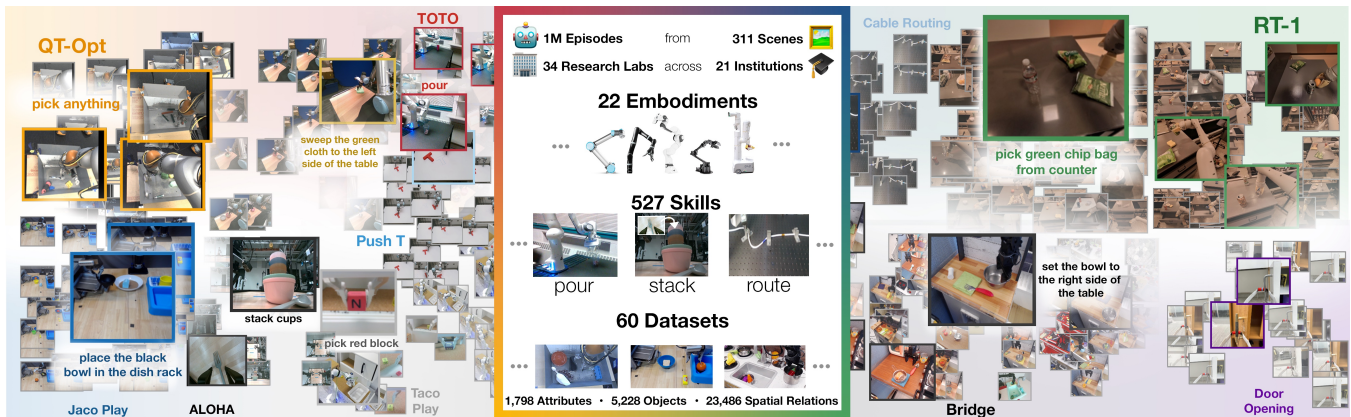 QT-Opt
pick anything
TOTO
pour
sweep the green
cloth to the left
side of the table
Push T
stack cups
N
pick red block
place the black
bowl in the dish rack
Jaco Play
ALOHA
Taco
Play
1M Episodes from 311 Scenes
34 Research Labs across 21 Institutions
22 Embodiments
527 Skills
pour stack route
60 Datasets
1,798 Attributes • 5,228 Objects • 23,486 Spatial Relations
Cable Routing
RT-1
pick green chip bag
from counter
set the bowl to
the right side of
the table
Bridge
Door
Opening